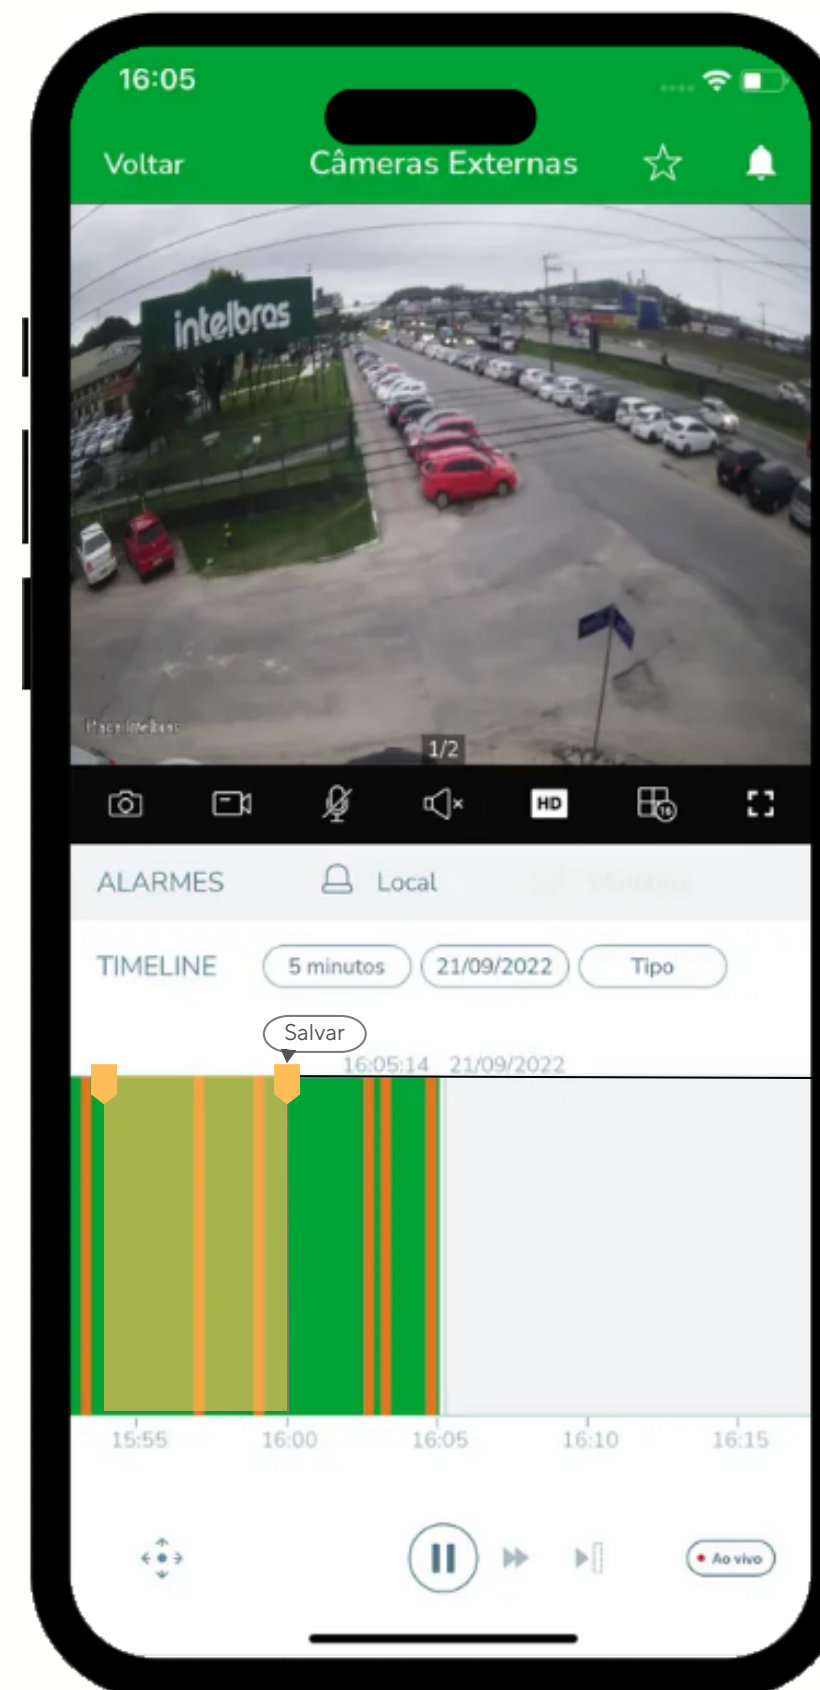 16:05
Voltar Câmeras Externas
intelbras
1/2
HD 16
ALARMES Local
TIMELINE 5 minutos 21/09/2022 Tipo
Salvar
16:05:14 21/09/2022
15:55 16:00 16:05 16:10 16:15
Ao vivo